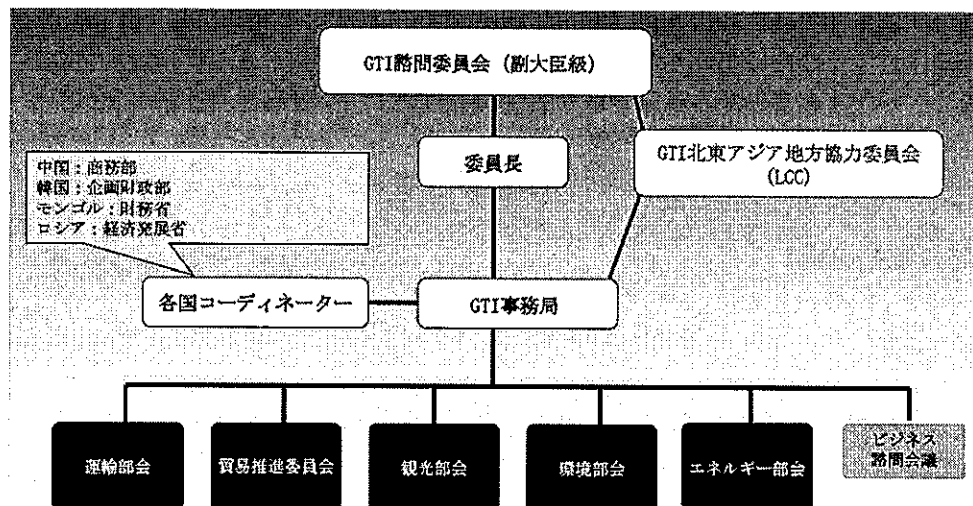 GTI諮問委員会（副大臣級）
委員長
GTI北東アジア地方協力委員会
(LCC)
中国：商務部
韓国：企画財政部
モンゴル：財務省
ロシア：経済発展省
各国コーディネーター
GTI事務局
運輸部会
貿易推進委員会
観光部会
環境部会
エネルギー部会
ビジネス
諮問会議